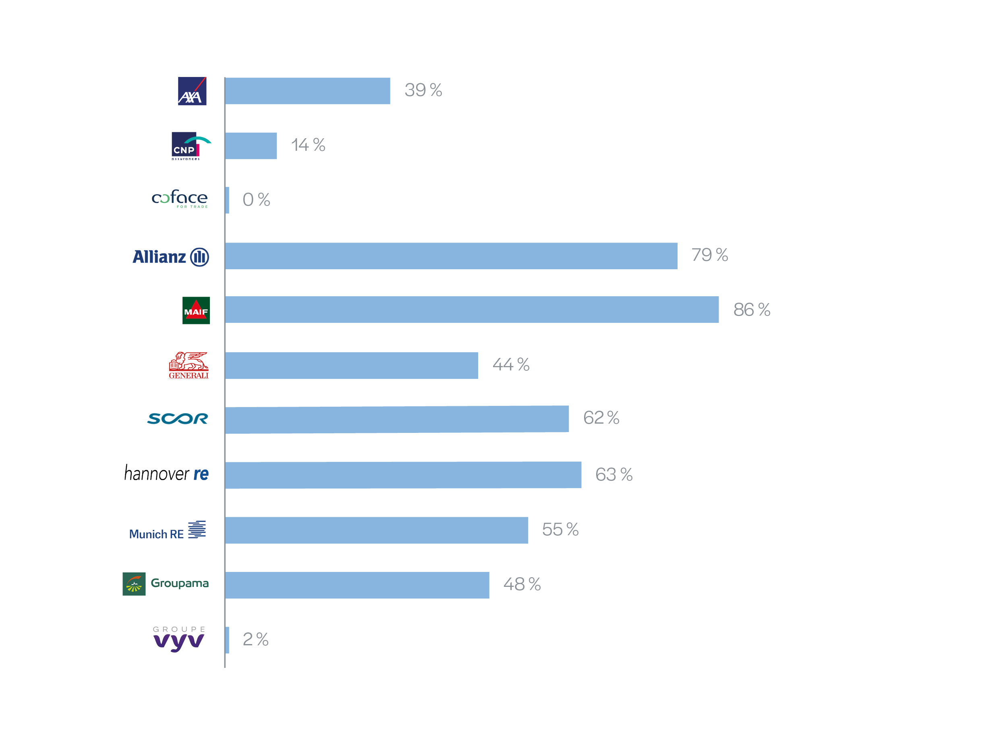 AXA
39 %
CNP
assurances
14 %
coface
FOR TRADE
0 %
Allianz
79 %
MAIF
86 %
GENERALI
44 %
SCOR
62 %
hannover re
63 %
Munich RE
55 %
Groupama
48 %
GROUPE
vyv
2 %